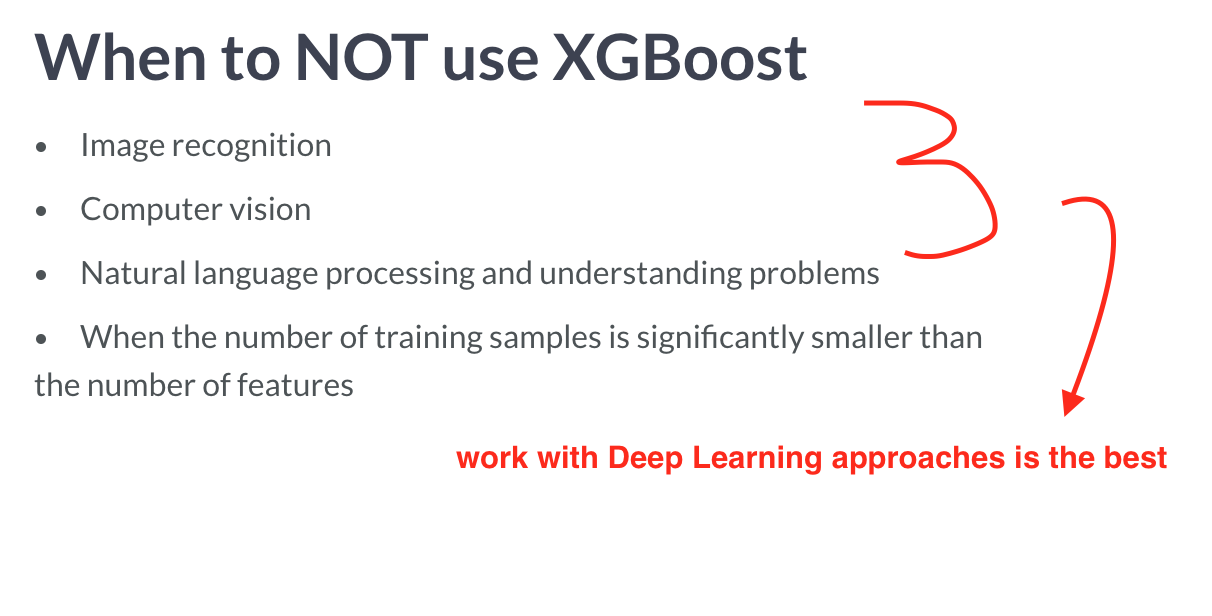 When to NOT use XGBoost
• Image recognition
• Computer vision
• Natural language processing and understanding problems
• When the number of training samples is significantly smaller than
the number of features
work with Deep Learning approaches is the best